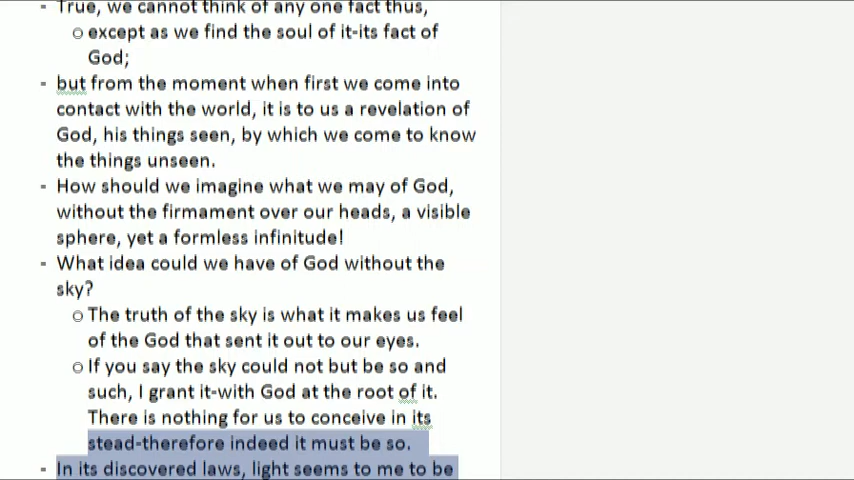 - True, we cannot think of any one fact thus,
o except as we find the soul of it-its fact of
God;
- but from the moment when first we come into
contact with the world, it is to us a revelation of
God, his things seen, by which we come to know
the things unseen.
- How should we imagine what we may of God,
without the firmament over our heads, a visible
sphere, yet a formless infinitude!
- What idea could we have of God without the
sky?
o The truth of the sky is what it makes us feel
of the God that sent it out to our eyes.
o If you say the sky could not but be so and
such, I grant it-with God at the root of it.
There is nothing for us to conceive in its
stead-therefore indeed it must be so.
- In its discovered laws, light seems to me to be